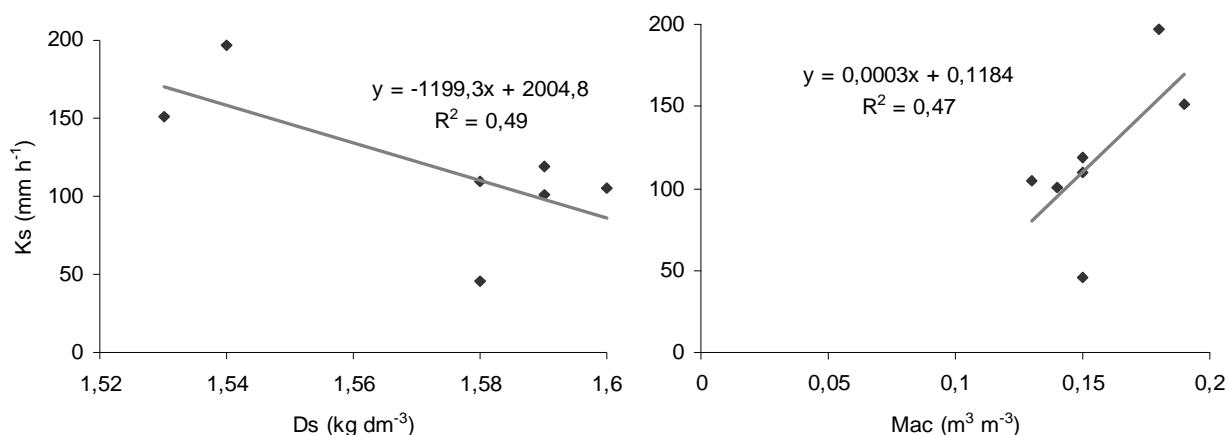 200
150
100
50
0
Ks (mm h⁻¹)
y = -1199,3x + 2004,8
R² = 0,49
1,52 1,54 1,56 1,58 1,6
Ds (kg dm⁻³)
200
150
100
50
0
y = 0,0003x + 0,1184
R² = 0,47
0 0,05 0,1 0,15 0,2
Mac (m³ m⁻³)